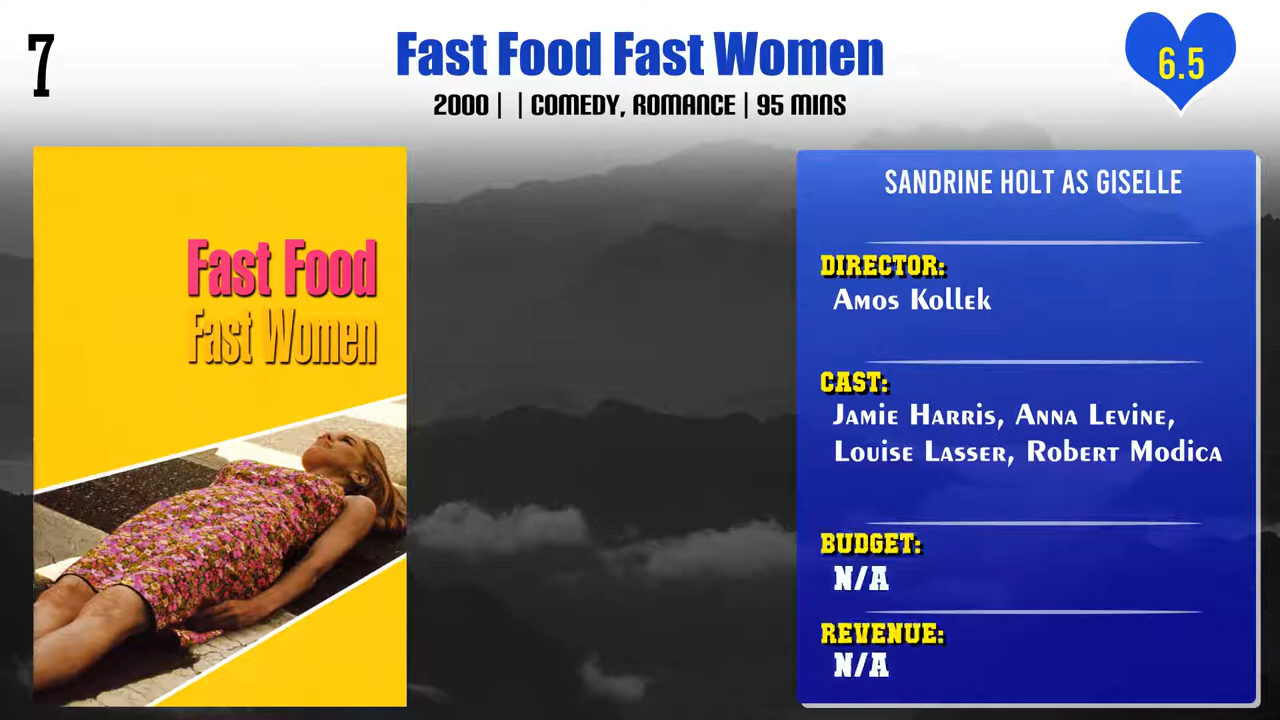 7
Fast Food Fast Women
6.5
2000 | | COMEDY, ROMANCE | 95 MINS
Fast Food
Fast Women
SANDRINE HOLT AS GISELLE
DIRECTOR:
Amos Kollek
CAST:
Jamie Harris, Anna Levine,
Louise Lasser, Robert Modica
BUDGET:
N/A
REVENUE:
N/A